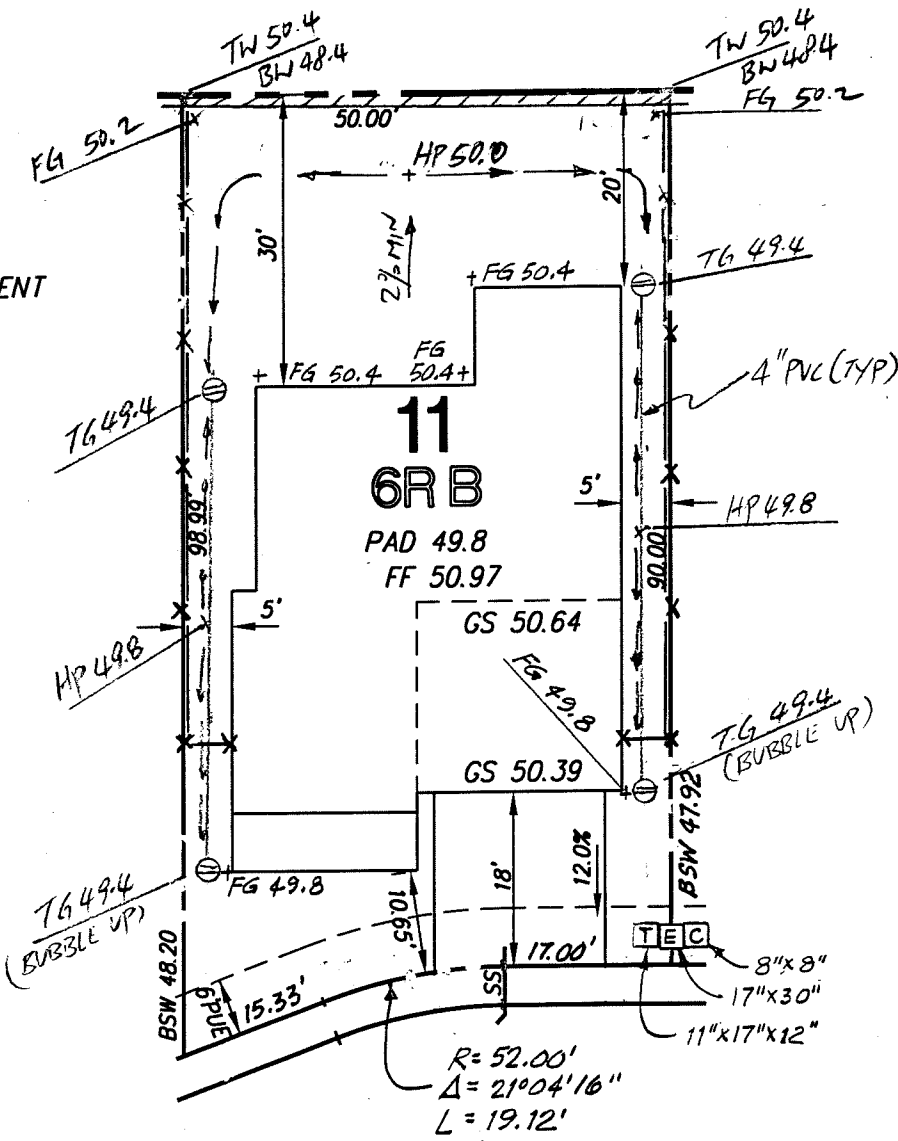 TW 50.4
BW 48.4
TW 50.4
BW 48.4
FG 50.2
FG 50.2
50.00'
HP 50.0
20'
30'
2% MIN
ENT
TG 49.4
FG 50.4
FG 50.4
FG
50.4
4" PVC (TYP)
TG 49.4
11
6R B
PAD 49.8
FF 50.97
5'
HP 49.8
98.99'
90.00'
5'
GS 50.64
HP 49.8
FG 49.8
TG 49.4
(BUBBLE UP)
GS 50.39
BSW 47.92
FG 49.8
TG 49.4
(BUBBLE UP)
10.65'
18'
12.0%
BSW 48.20
6'PUE
15.33'
17.00'
SS
T E C
8"x8"
17"x30"
11"x17"x12"
R= 52.00'
Δ= 21°04'16"
L = 19.12'